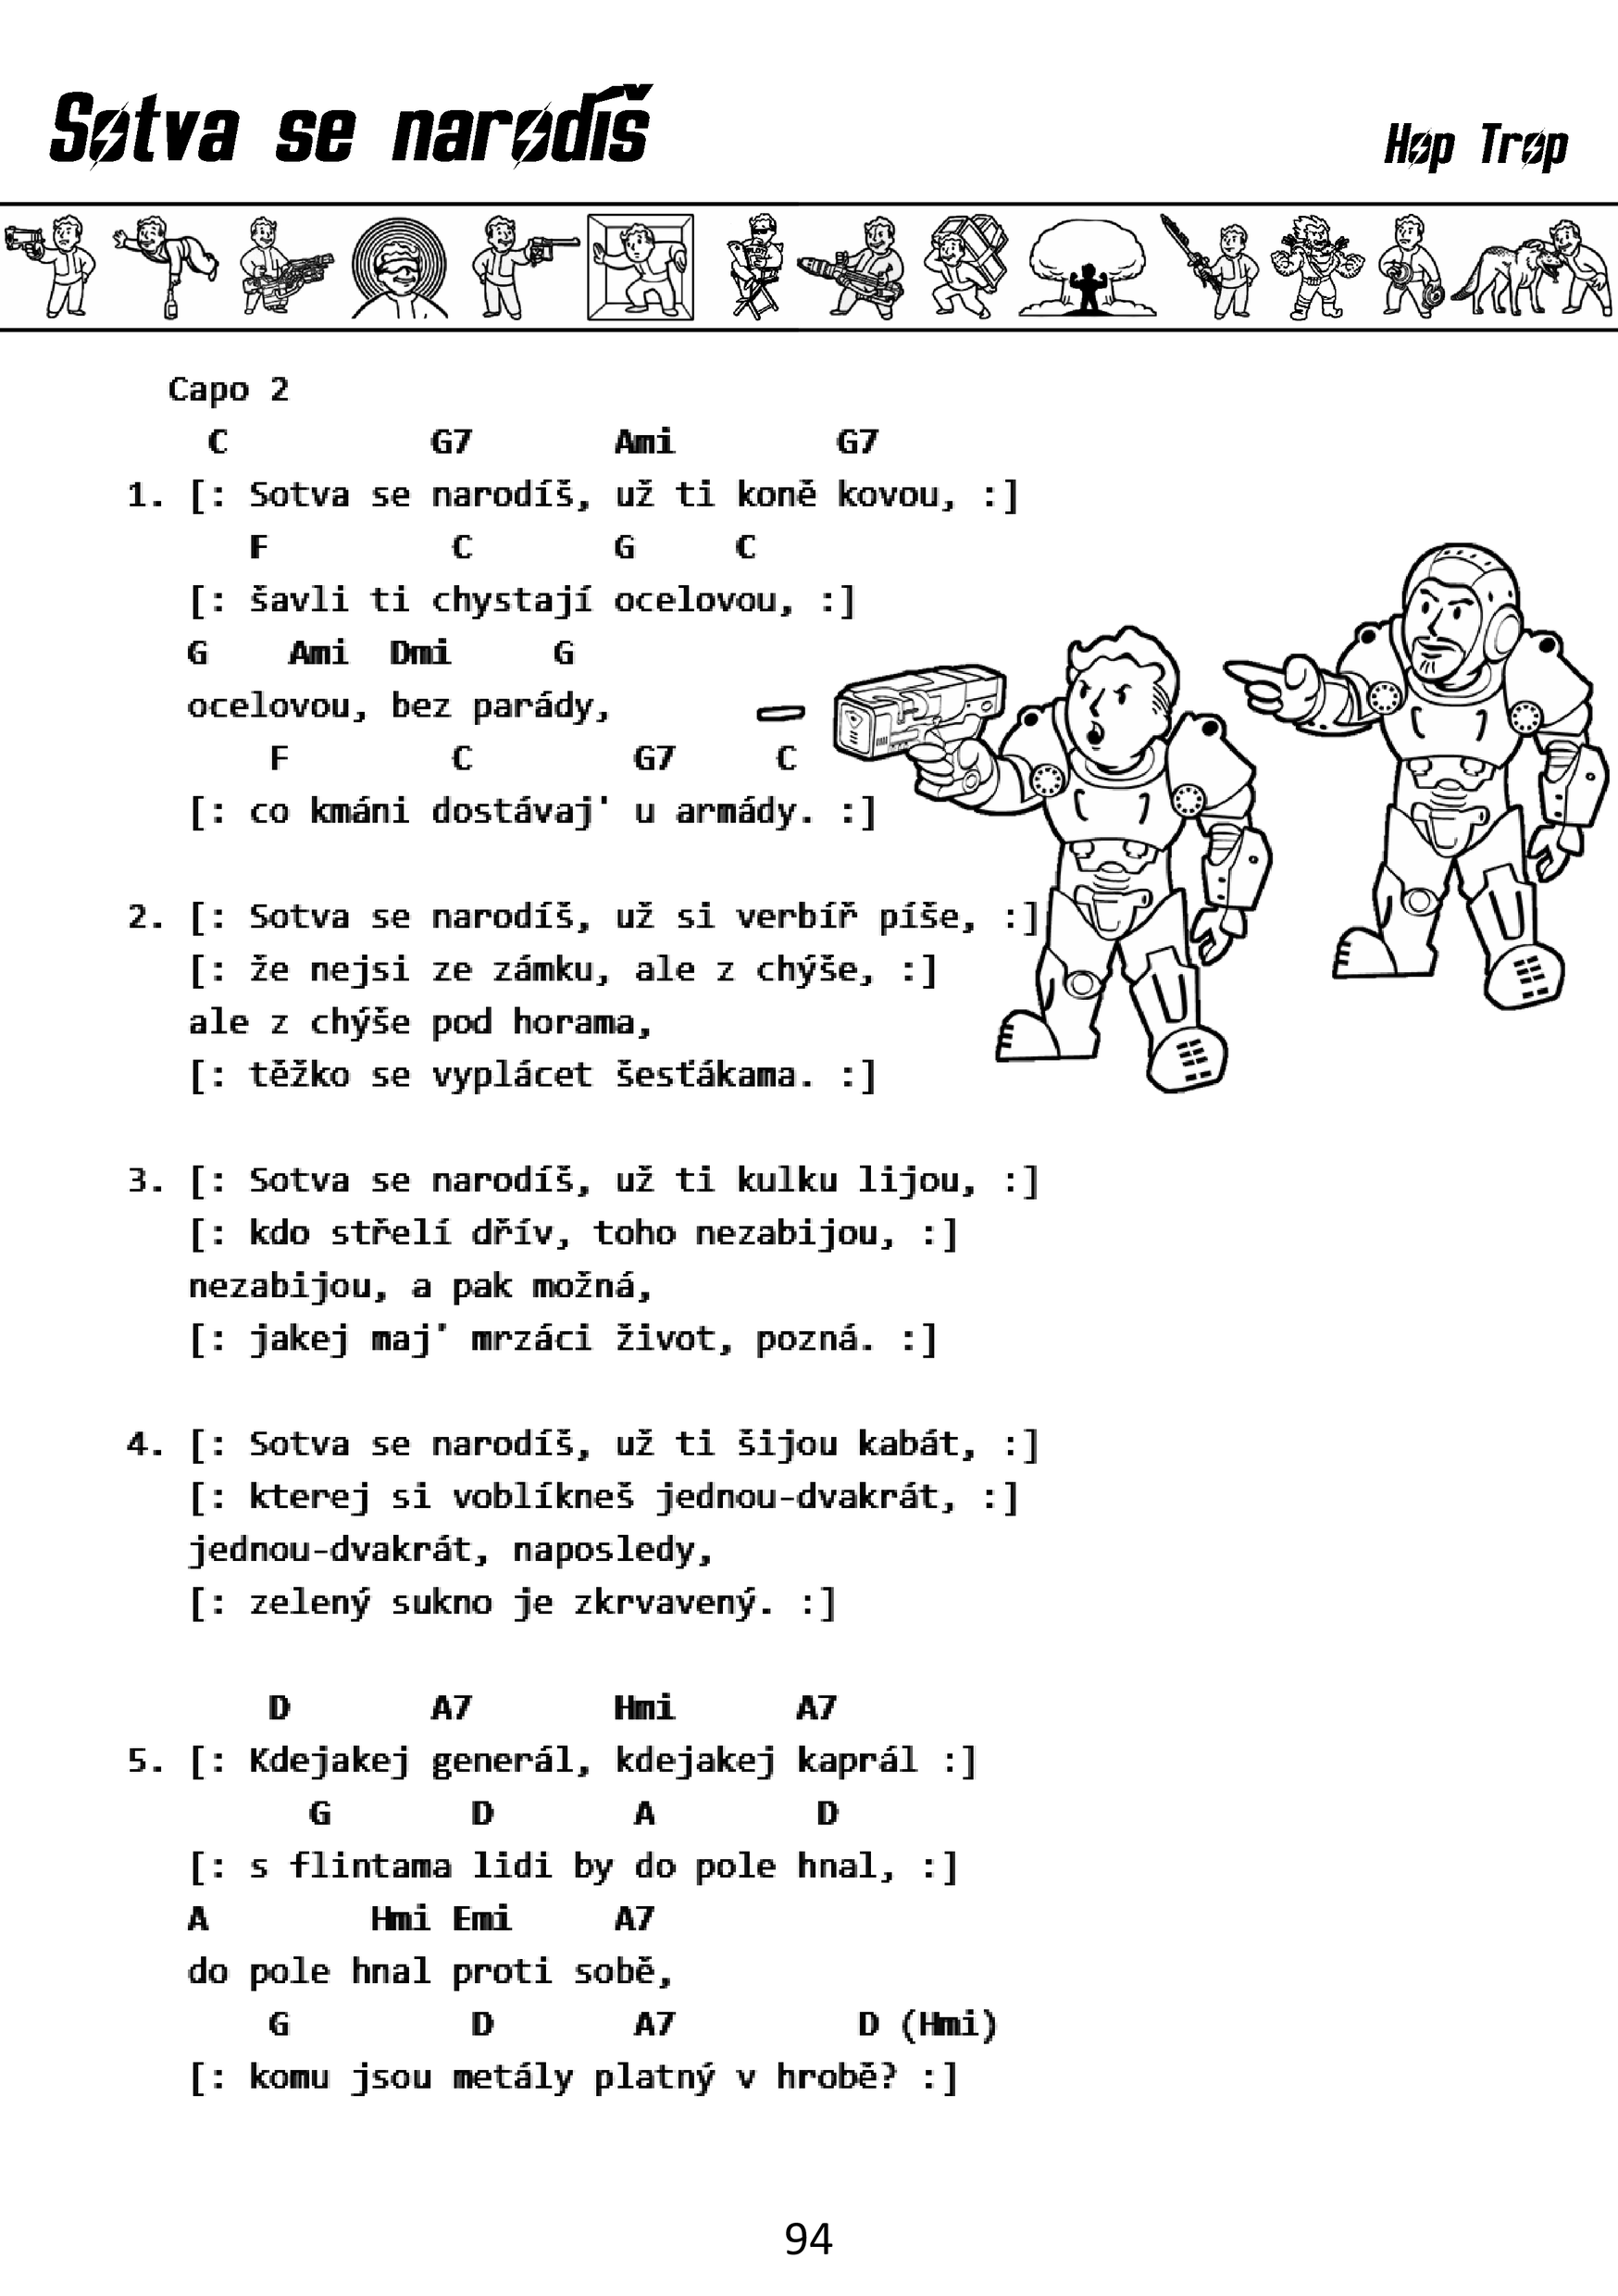 Sotva se narodíš
Hop Trop
Capo 2
C G7 Ami G7
1. [: Sotva se narodíš, už ti koně kovou, :]
F C G C
[: šavli ti chystají ocelovou, :]
G Ami Dmi G
ocelovou, bez parády,
F C G7 C
[: co kmáni dostávaj' u armády. :]
2. [: Sotva se narodíš, už si verbíř píše, :]
[: že nejsi ze zámku, ale z chýše, :]
ale z chýše pod horama,
[: těžko se vyplácet šesťákama. :]
3. [: Sotva se narodíš, už ti kulku lijou, :]
[: kdo střelí dřív, toho nezabijou, :]
nezabijou, a pak možná,
[: jakej maj' mrzáci život, pozná. :]
4. [: Sotva se narodíš, už ti šijou kabát, :]
[: kterej si voblíkneš jednou-dvakrát, :]
jednou-dvakrát, naposledy,
[: zelený sukno je zkrvavený. :]
D A7 Hmi A7
5. [: Kdejakej generál, kdejakej kaprál :]
G D A D
[: s flintama lidi by do pole hnal, :]
A Hmi Emi A7
do pole hnal proti sobě,
G D A7 D (Hmi)
[: komu jsou metály platný v hrobě? :]
94